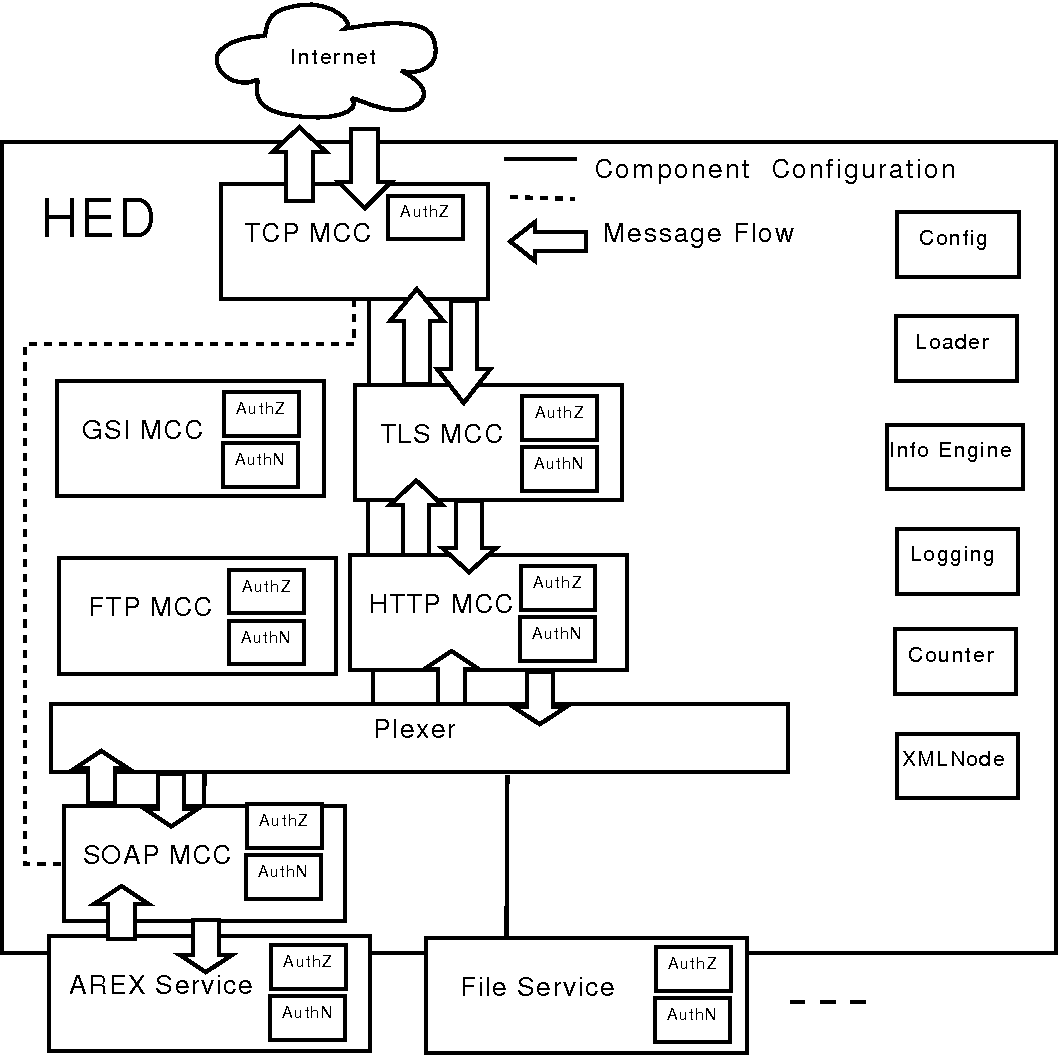 Internet
Component Configuration
HED
TCP MCC
AuthZ
Message Flow
Config
Loader
GSI MCC
AuthZ
AuthN
TLS MCC
AuthZ
AuthN
Info Engine
Logging
FTP MCC
AuthZ
AuthN
HTTP MCC
AuthZ
AuthN
Counter
Plexer
XMLNode
SOAP MCC
AuthZ
AuthN
AREX Service
AuthZ
AuthN
File Service
AuthZ
AuthN